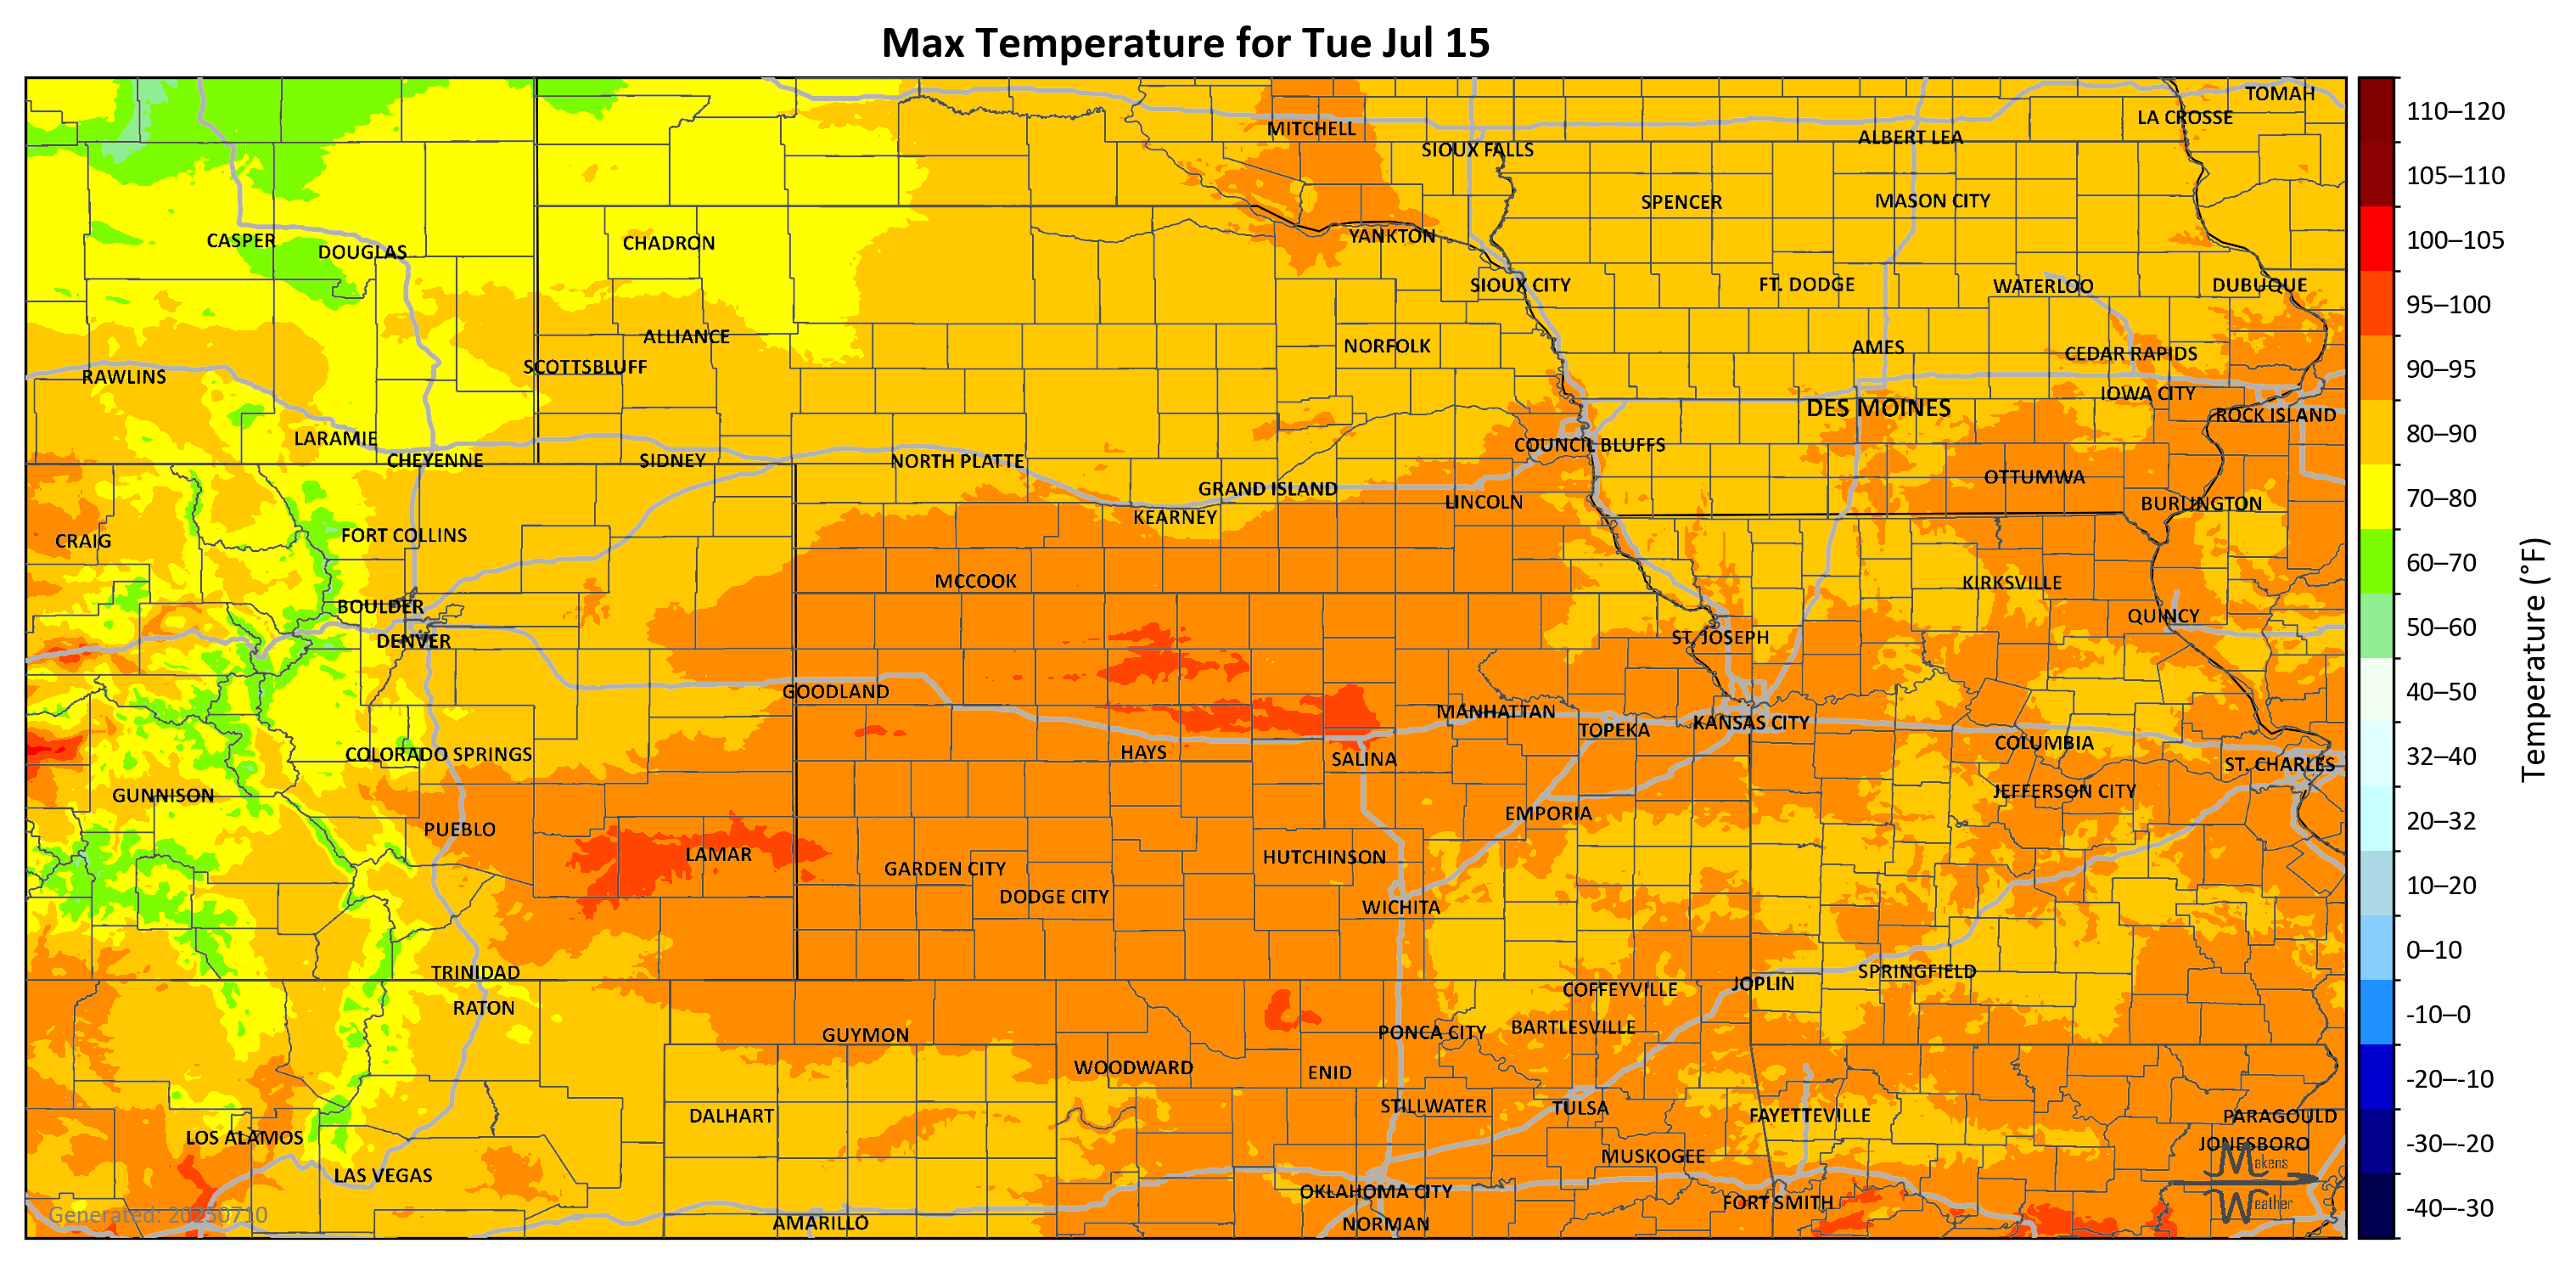 Max Temperature for Tue Jul 15
TOMAH
LA CROSSE
MITCHELL
ALBERT LEA
SIOUX FALLS
SPENCER
MASON CITY
YANKTON
CASPER
CHADRON
DOUGLAS
SIOUX CITY
FT. DODGE
WATERLOO
DUBUQUE
ALLIANCE
NORFOLK
AMES
CEDAR RAPIDS
SCOTTSBLUFF
RAWLINS
IOWA CITY
DES MOINES
ROCK ISLAND
LARAMIE
COUNCIL BLUFFS
CHEYENNE
SIDNEY
NORTH PLATTE
OTTUMWA
GRAND ISLAND
LINCOLN
BURLINGTON
KEARNEY
CRAIG
FORT COLLINS
MCCOOK
KIRKSVILLE
BOULDER
QUINCY
DENVER
ST. JOSEPH
GOODLAND
MANHATTAN
TOPEKA
KANSAS CITY
COLUMBIA
COLORADO SPRINGS
HAYS
SALINA
ST. CHARLES
GUNNISON
JEFFERSON CITY
EMPORIA
PUEBLO
LAMAR
HUTCHINSON
GARDEN CITY
DODGE CITY
WICHITA
TRINIDAD
SPRINGFIELD
JOPLIN
COFFEYVILLE
RATON
BARTLESVILLE
GUYMON
PONCA CITY
WOODWARD
ENID
STILLWATER
TULSA
DALHART
FAYETTEVILLE
PARAGOULD
LOS ALAMOS
JONESBORO
MUSKOGEE
LAS VEGAS
OKLAHOMA CITY
FORT SMITH
AMARILLO
NORMAN
Generated: 20250710
Makens
Weather
110–120
105–110
100–105
95–100
90–95
80–90
70–80
60–70
50–60
40–50
32–40
20–32
10–20
0–10
-10–0
-20–-10
-30–-20
-40–-30
Temperature (°F)